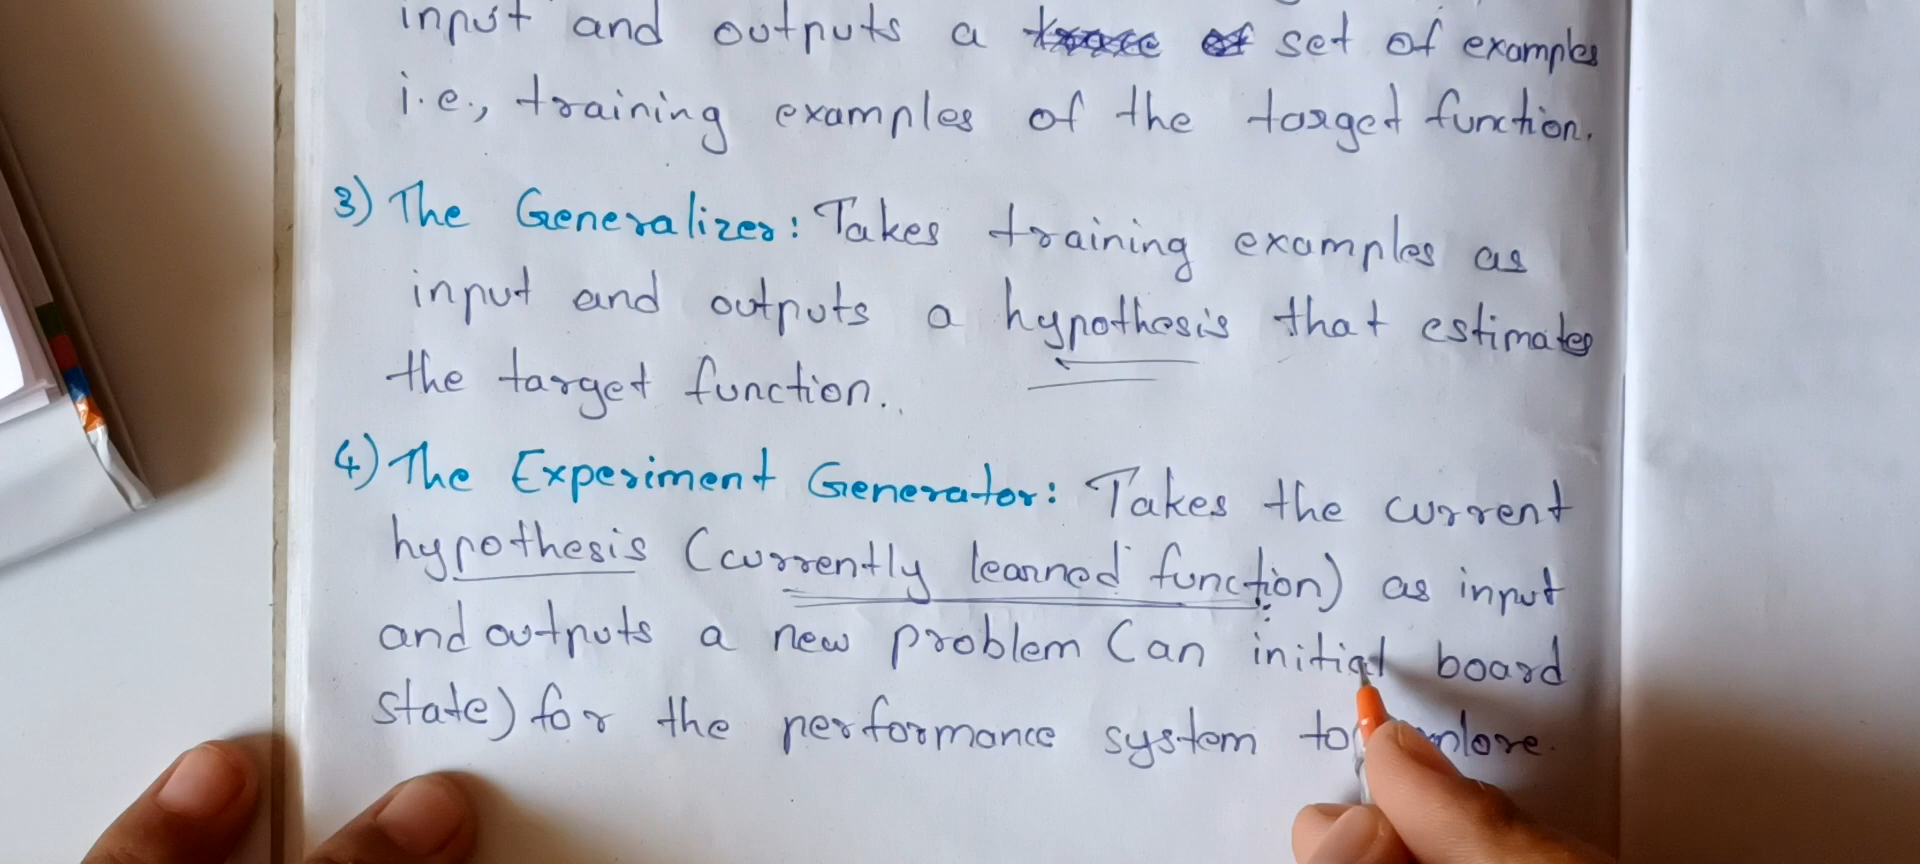 input and outputs a set of examples
i.e., training examples of the target function.
3) The Generalizer: Takes training examples as
input and outputs a hypothesis that estimates
the target function.
4) The Experiment Generator: Takes the current
hypothesis (currently learned function) as input
and outputs a new problem (an initial board
state) for the performance system to